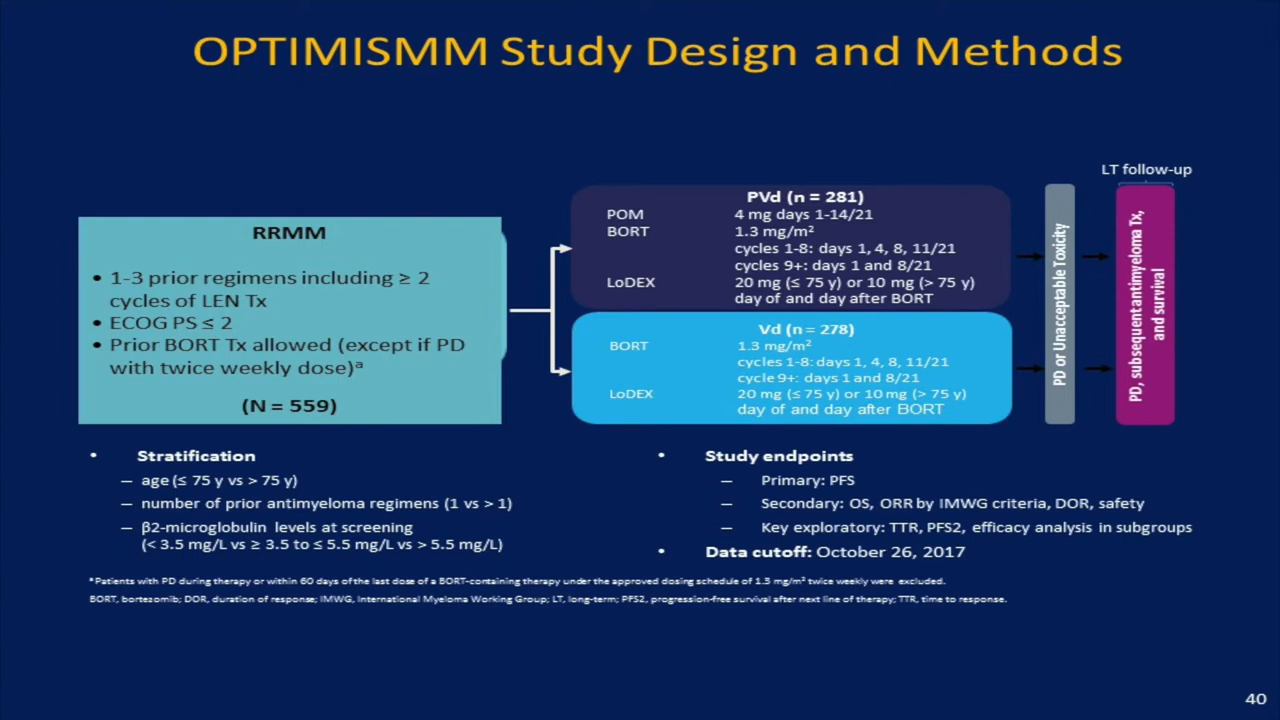 OPTIMISMM Study Design and Methods
LT follow-up
RRMM
• 1-3 prior regimens including ≥ 2
cycles of LEN Tx
• ECOG PS ≤ 2
• Prior BORT Tx allowed (except if PD
with twice weekly dose)ᵃ
(N = 559)
PVd (n = 281)
POM 4 mg days 1-14/21
BORT 1.3 mg/m²
cycles 1-8: days 1, 4, 8, 11/21
cycles 9+: days 1 and 8/21
LoDEX 20 mg (≤ 75 y) or 10 mg (> 75 y)
day of and day after BORT
Vd (n = 278)
BORT 1.3 mg/m²
cycles 1-8: days 1, 4, 8, 11/21
cycle 9+: days 1 and 8/21
LoDEX 20 mg (≤ 75 y) or 10 mg (> 75 y)
day of and day after BORT
PD or Unacceptable Toxicity
PD, subsequent antimyeloma Tx,
and survival
• Stratification
– age (≤ 75 y vs > 75 y)
– number of prior antimyeloma regimens (1 vs > 1)
– β2-microglobulin levels at screening
(< 3.5 mg/L vs ≥ 3.5 to ≤ 5.5 mg/L vs > 5.5 mg/L)
• Study endpoints
– Primary: PFS
– Secondary: OS, ORR by IMWG criteria, DOR, safety
– Key exploratory: TTR, PFS2, efficacy analysis in subgroups
• Data cutoff: October 26, 2017
ᵃ Patients with PD during therapy or within 60 days of the last dose of a BORT-containing therapy under the approved dosing schedule of 1.3 mg/m² twice weekly were excluded.
BORT, bortezomib; DOR, duration of response; IMWG, International Myeloma Working Group; LT, long-term; PFS2, progression-free survival after next line of therapy; TTR, time to response.
40